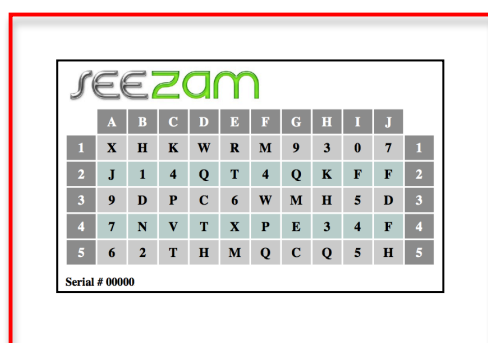 SEEZam
A B C D E F G H I J
1 X H K W R M 9 3 0 7 1
2 J 1 4 Q T 4 Q K F F 2
3 9 D P C 6 W M H 5 D 3
4 7 N V T X P E 3 4 F 4
5 6 2 T H M Q C Q 5 H 5
Serial # 00000